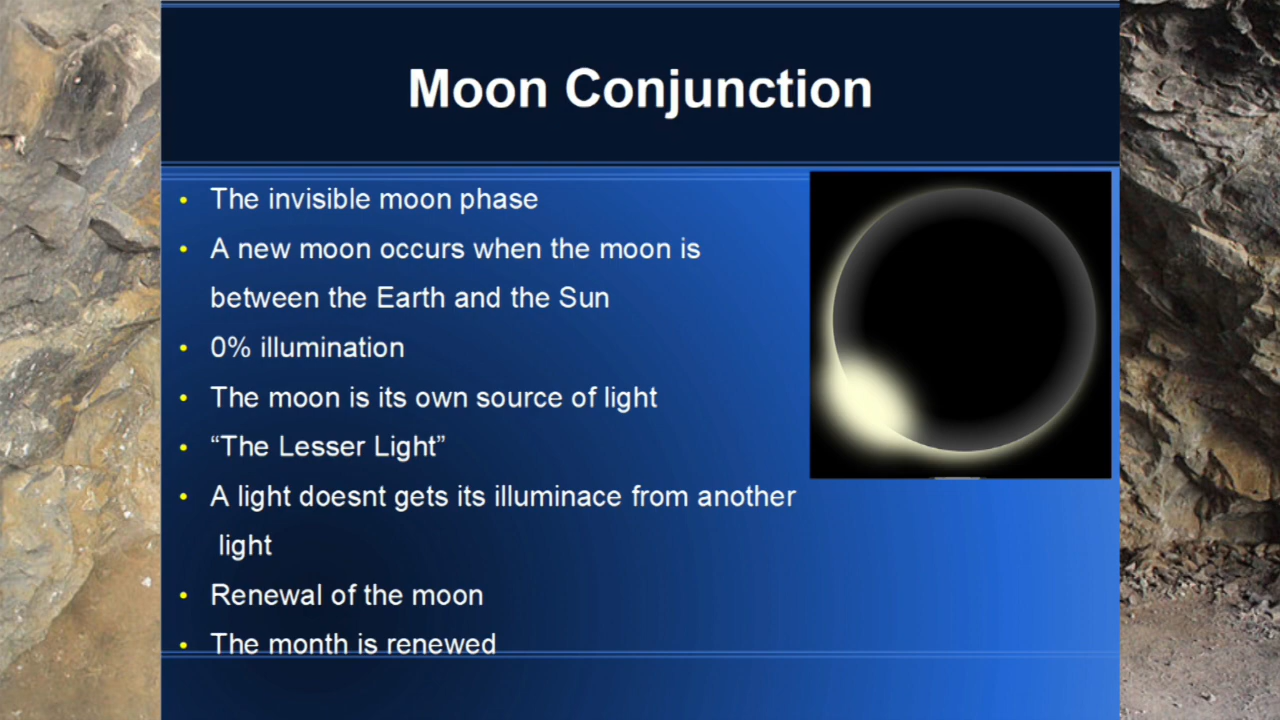 Moon Conjunction
• The invisible moon phase
• A new moon occurs when the moon is
between the Earth and the Sun
• 0% illumination
• The moon is its own source of light
• “The Lesser Light”
• A light doesnt gets its illuminace from another
light
• Renewal of the moon
• The month is renewed